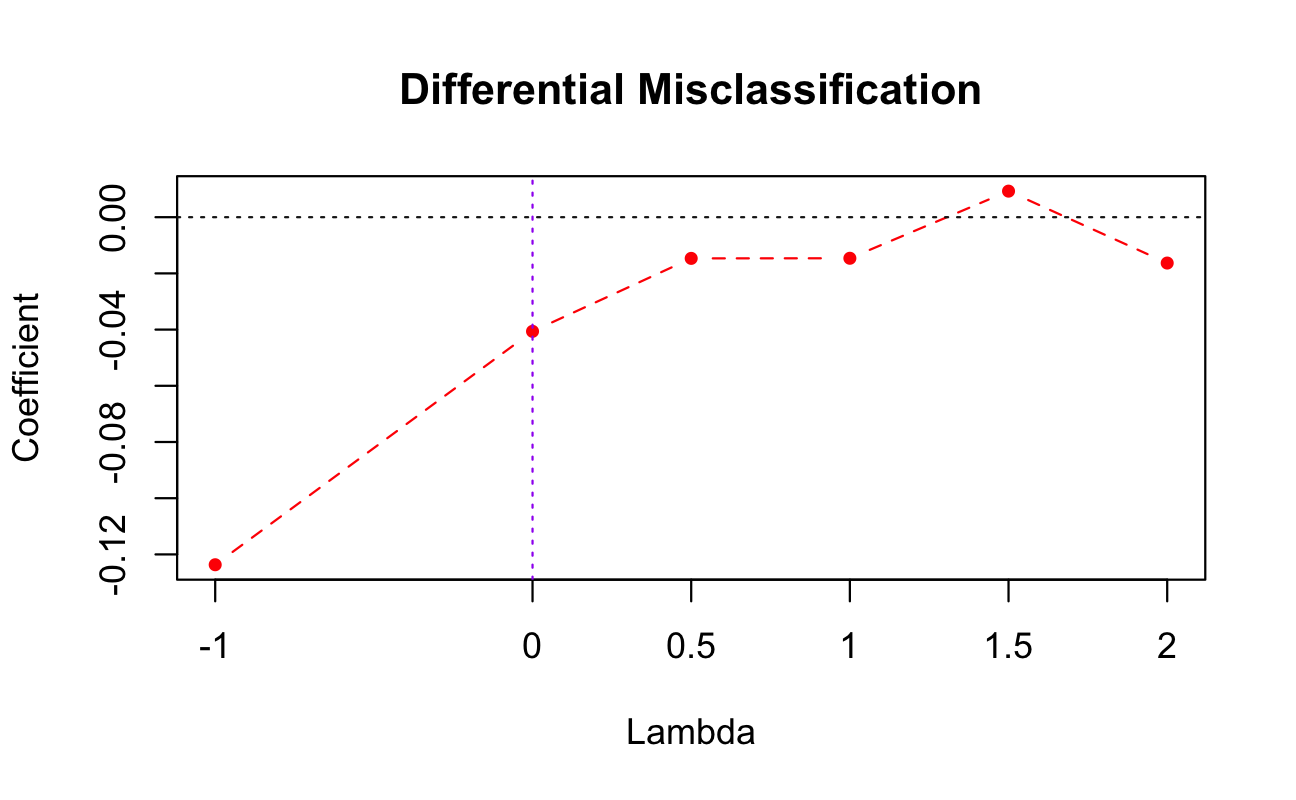 Differential Misclassification
Coefficient
0.00
-0.04
-0.08
-0.12
-1 0 0.5 1 1.5 2
Lambda